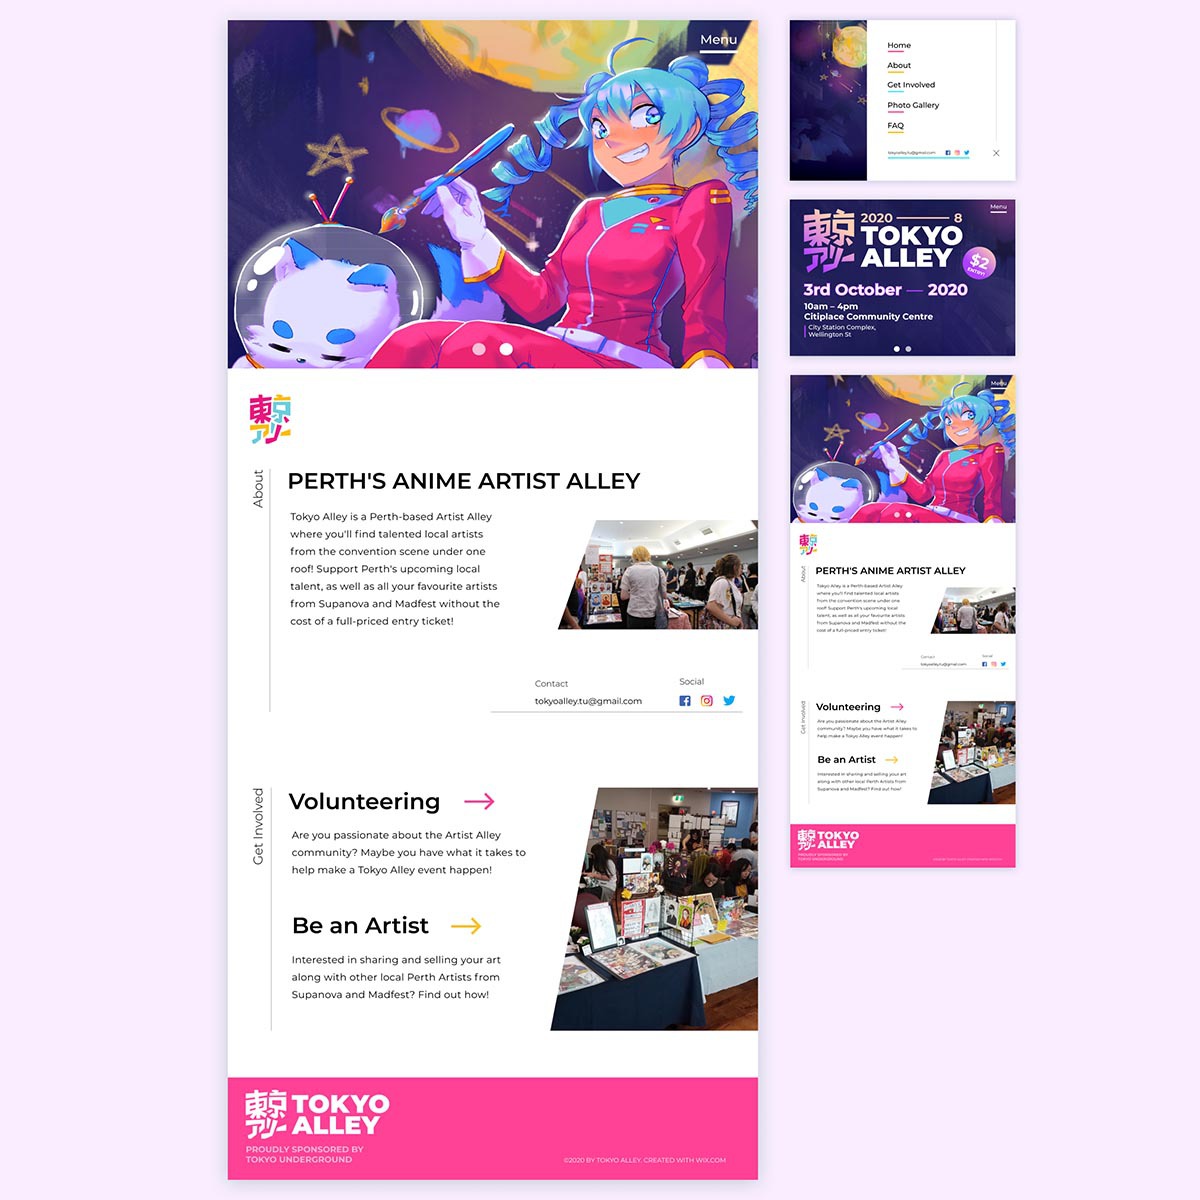 Menu
東京
アリー
About
PERTH'S ANIME ARTIST ALLEY
Tokyo Alley is a Perth-based Artist Alley
where you'll find talented local artists
from the convention scene under one
roof! Support Perth's upcoming local
talent, as well as all your favourite artists
from Supanova and Madfest without the
cost of a full-priced entry ticket!
Contact
tokyoalley.tu@gmail.com
Social
Get Involved
Volunteering
Are you passionate about the Artist Alley
community? Maybe you have what it takes to
help make a Tokyo Alley event happen!
Be an Artist
Interested in sharing and selling your art
along with other local Perth Artists from
Supanova and Madfest? Find out how!
東京
アリー
TOKYO
ALLEY
PROUDLY SPONSORED BY
TOKYO UNDERGROUND
©2020 BY TOKYO ALLEY. CREATED WITH WIX.COM
Home
About
Get Involved
Photo Gallery
FAQ
tokyoalley.tu@gmail.com
Menu
東京
アリー
2020 8
TOKYO
ALLEY
$2
ENTRY!
3rd October — 2020
10am – 4pm
Citiplace Community Centre
City Station Complex,
Wellington St
Menu
東京
アリー
About
PERTH'S ANIME ARTIST ALLEY
Tokyo Alley is a Perth-based Artist Alley
where you'll find talented local artists
from the convention scene under one
roof! Support Perth's upcoming local
talent, as well as all your favourite artists
from Supanova and Madfest without the
cost of a full-priced entry ticket!
Contact
tokyoalley.tu@gmail.com
Social
Get Involved
Volunteering
Are you passionate about the Artist Alley
community? Maybe you have what it takes to
help make a Tokyo Alley event happen!
Be an Artist
Interested in sharing and selling your art
along with other local Perth Artists from
Supanova and Madfest? Find out how!
東京
アリー
TOKYO
ALLEY
PROUDLY SPONSORED BY
TOKYO UNDERGROUND
©2020 BY TOKYO ALLEY. CREATED WITH WIX.COM